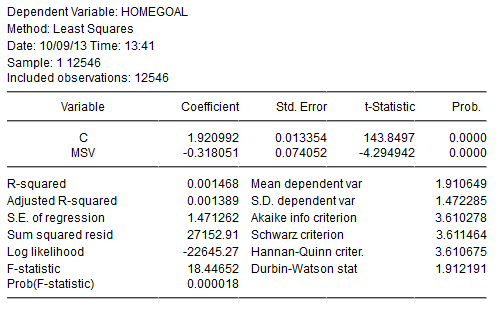 Dependent Variable: HOMEGOAL
Method: Least Squares
Date: 10/09/13 Time: 13:41
Sample: 1 12546
Included observations: 12546
Variable Coefficient Std. Error t-Statistic Prob.
C 1.920992 0.013354 143.8497 0.0000
MSV -0.318051 0.074052 -4.294942 0.0000
R-squared 0.001468 Mean dependent var 1.910649
Adjusted R-squared 0.001389 S.D. dependent var 1.472285
S.E. of regression 1.471262 Akaike info criterion 3.610278
Sum squared resid 27152.91 Schwarz criterion 3.611464
Log likelihood -22645.27 Hannan-Quinn criter. 3.610675
F-statistic 18.44652 Durbin-Watson stat 1.912191
Prob(F-statistic) 0.000018